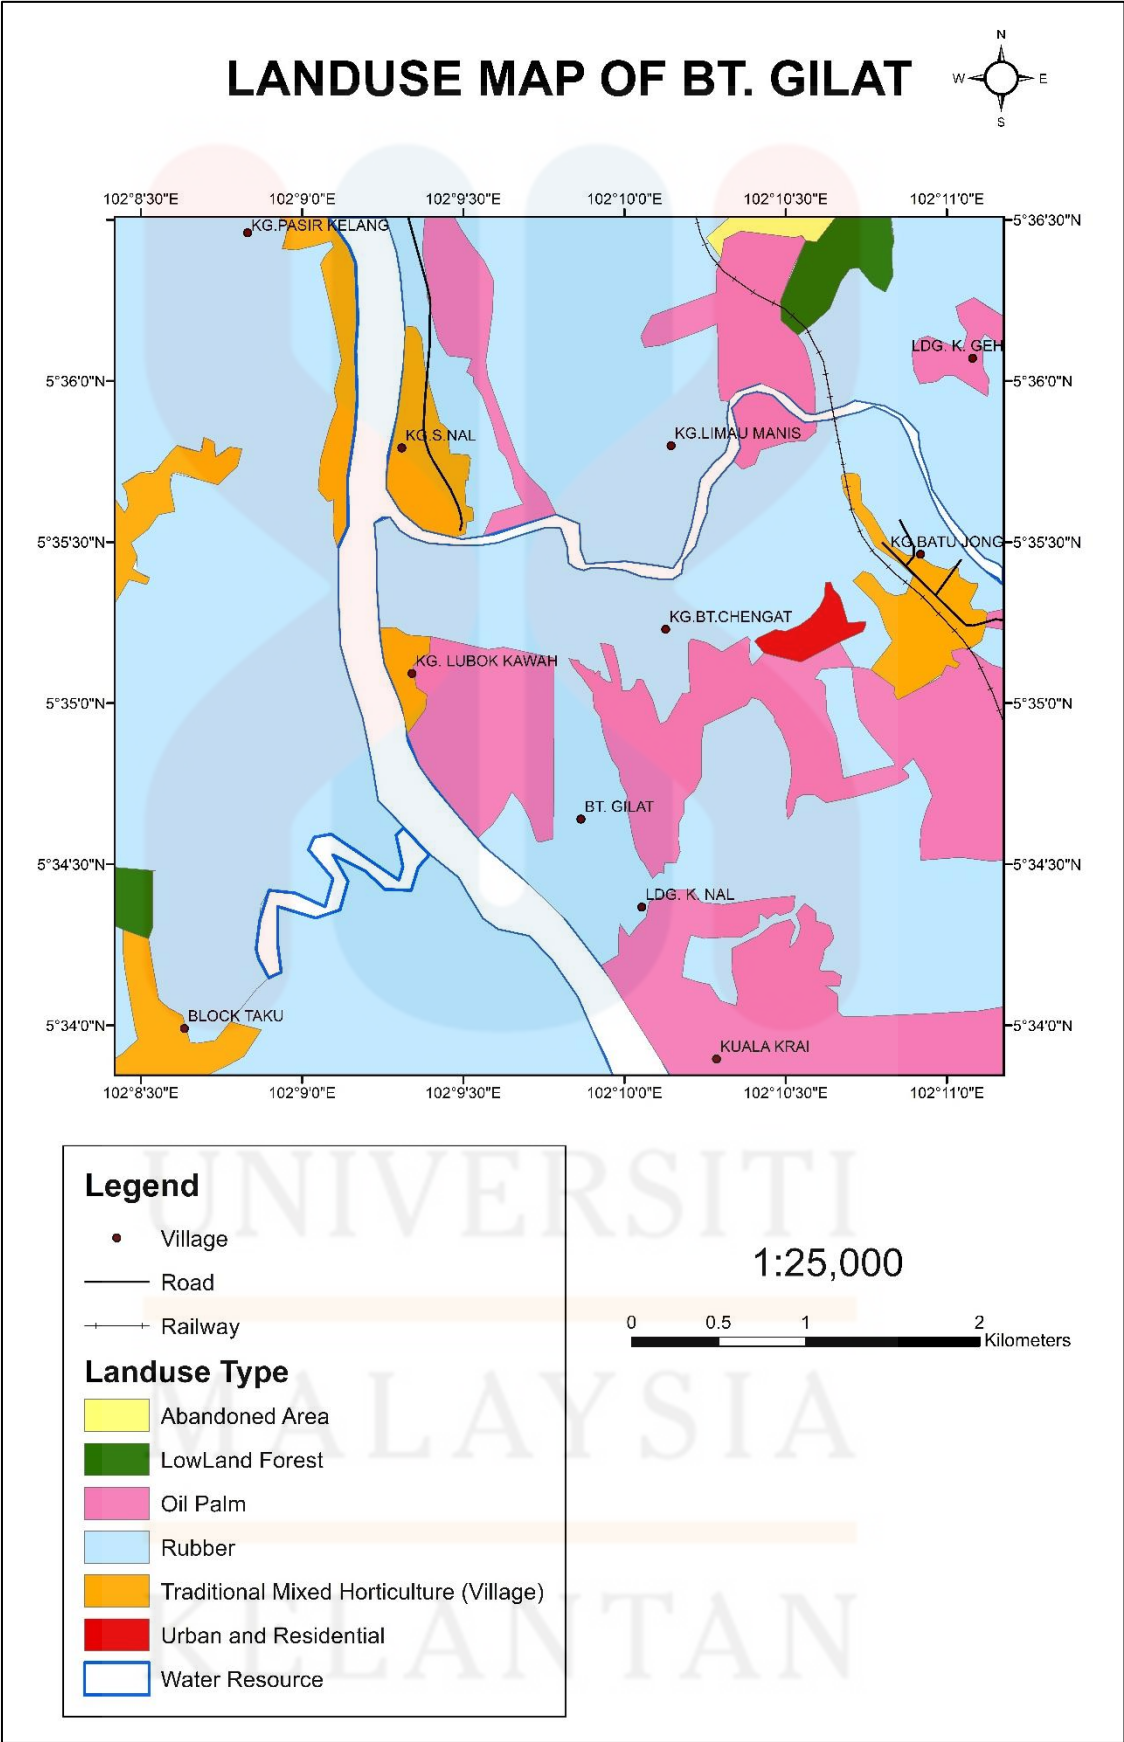 LANDUSE MAP OF BT. GILAT
N
W E
S
102°8'30"E 102°9'0"E 102°9'30"E 102°10'0"E 102°10'30"E 102°11'0"E
5°36'30"N
KG.PASIR KELANG
LDG. K. GEH
5°36'0"N 5°36'0"N
KG.S.NAL
KG.LIMAU MANIS
5°35'30"N 5°35'30"N
KG.BATU JONG
KG.BT.CHENGAT
KG. LUBOK KAWAH
5°35'0"N 5°35'0"N
BT. GILAT
5°34'30"N 5°34'30"N
LDG. K. NAL
BLOCK TAKU
5°34'0"N 5°34'0"N
KUALA KRAI
102°8'30"E 102°9'0"E 102°9'30"E 102°10'0"E 102°10'30"E 102°11'0"E
UNIVERSITI
MALAYSIA
KELANTAN
Legend
Village
Road
Railway
Landuse Type
Abandoned Area
LowLand Forest
Oil Palm
Rubber
Traditional Mixed Horticulture (Village)
Urban and Residential
Water Resource
1:25,000
0 0.5 1 2
Kilometers